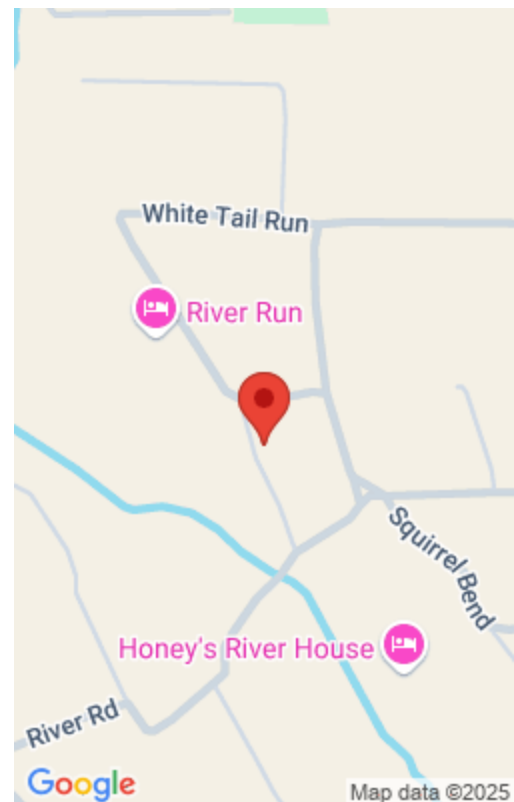 White Tail Run
River Run
Squirrel Bend
Honey's River House
River Rd
Google
Map data ©2025